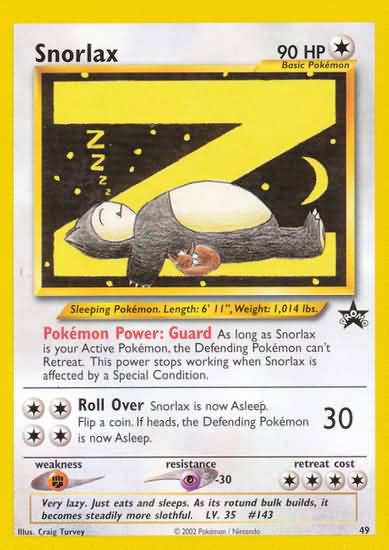 Snorlax
90 HP
Basic Pokémon
Z
Z
Z
Z
Z
Sleeping Pokémon. Length: 6' 11", Weight: 1,014 lbs.
PROMO
Pokémon Power: Guard As long as Snorlax
is your Active Pokémon, the Defending Pokémon can't
Retreat. This power stops working when Snorlax is
affected by a Special Condition.
Roll Over Snorlax is now Asleep.
Flip a coin. If heads, the Defending Pokémon
is now Asleep.
30
weakness
resistance
-30
retreat cost
Very lazy. Just eats and sleeps. As its rotund bulk builds, it
becomes steadily more slothful. LV. 35 #143
Illus. Craig Turvey
© 2002 Pokémon / Nintendo
49